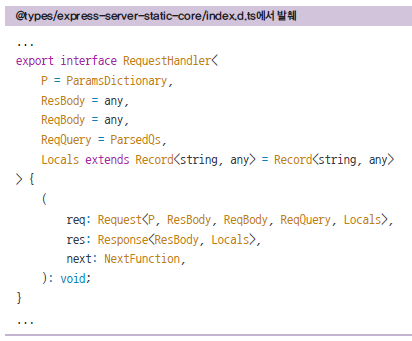 @types/express-server-static-core/index.d.ts에서 발췌
...
export interface RequestHandler<
    P = ParamsDictionary,
    ResBody = any,
    ReqBody = any,
    ReqQuery = ParsedQs,
    Locals extends Record<string, any> = Record<string, any>
> {
    (
        req: Request<P, ResBody, ReqBody, ReqQuery, Locals>,
        res: Response<ResBody, Locals>,
        next: NextFunction,
    ): void;
}
...